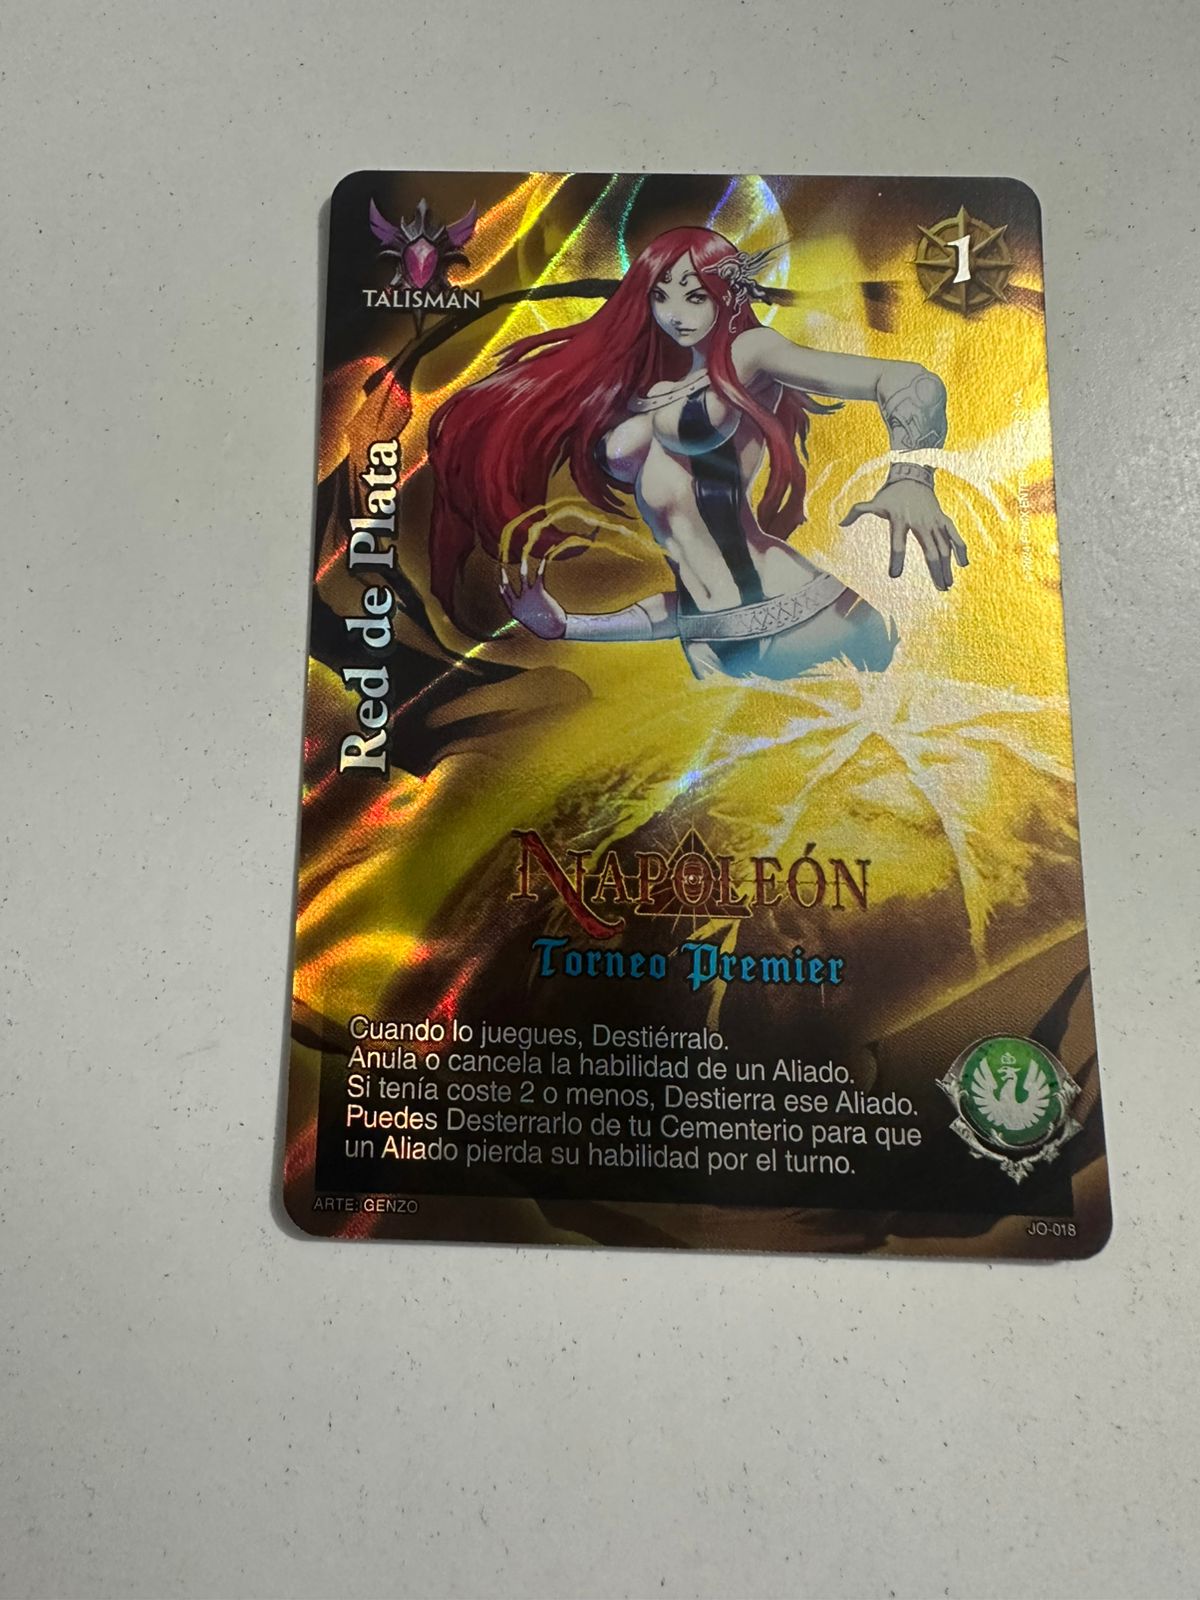 TALISMÁN
1
Red de Plata
NAPOLEÓN
Torneo Premier
Cuando lo juegues, Destiérralo.
Anula o cancela la habilidad de un Aliado.
Si tenía coste 2 o menos, Destierra ese Aliado.
Puedes Desterrarlo de tu Cementerio para que
un Aliado pierda su habilidad por el turno.
ARTE: GENZO
JO-018